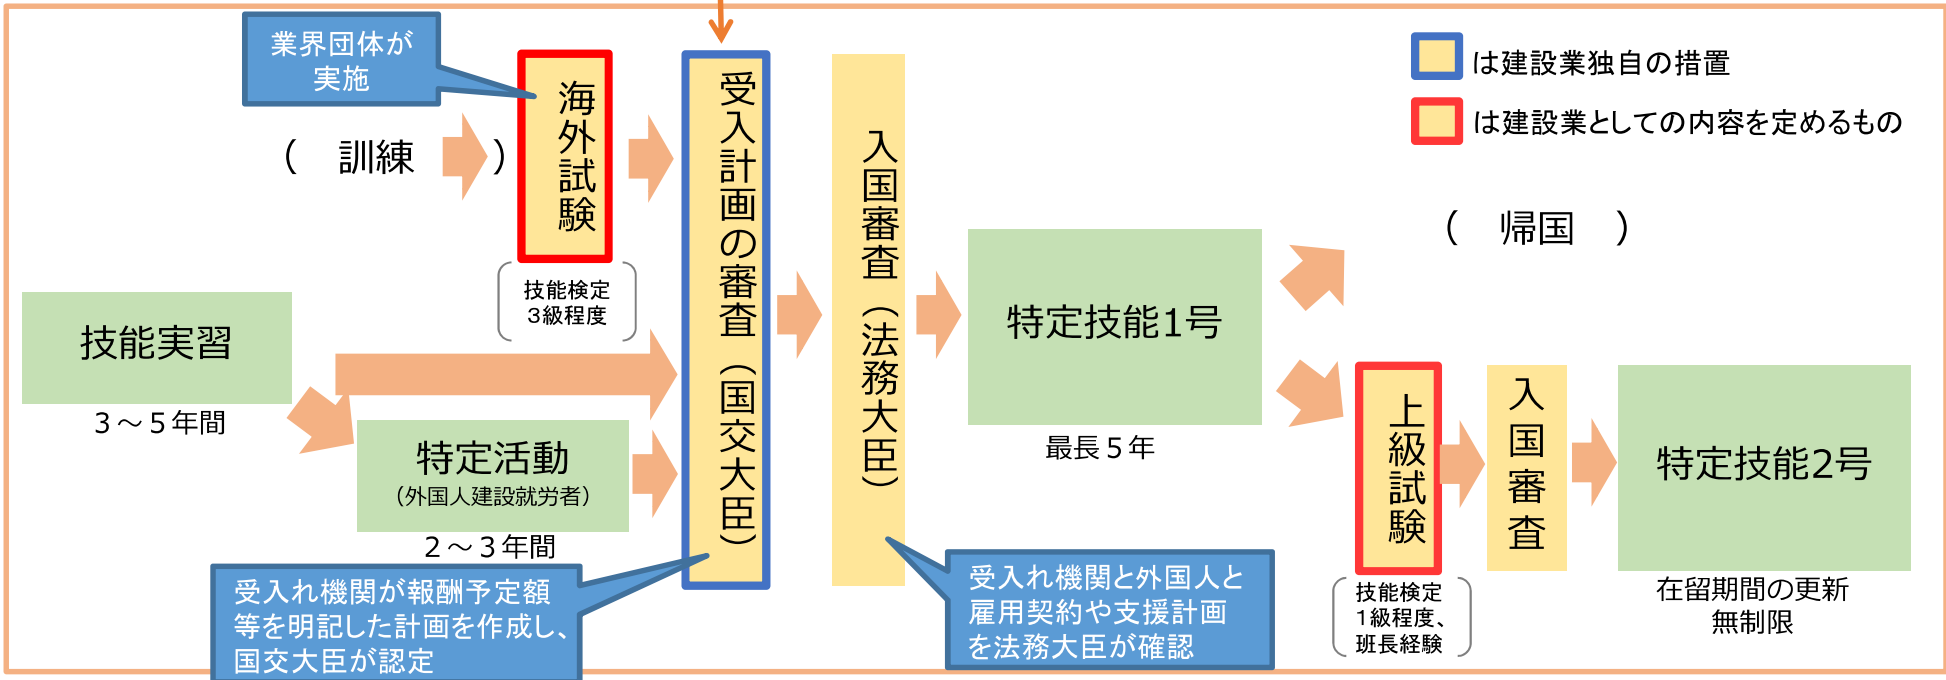 業界団体が
実施
（　訓練　）
海外試験
技能検定
３級程度
受入計画の審査（国交大臣）
入国審査（法務大臣）
は建設業独自の措置
は建設業としての内容を定めるもの
（　帰国　）
技能実習
３～５年間
特定活動
（外国人建設就労者）
２～３年間
受入れ機関が報酬予定額
等を明記した計画を作成し、
国交大臣が認定
特定技能1号
最長５年
受入れ機関と外国人と
雇用契約や支援計画
を法務大臣が確認
上級試験
技能検定
１級程度、
班長経験
入国審査
特定技能2号
在留期間の更新
無制限